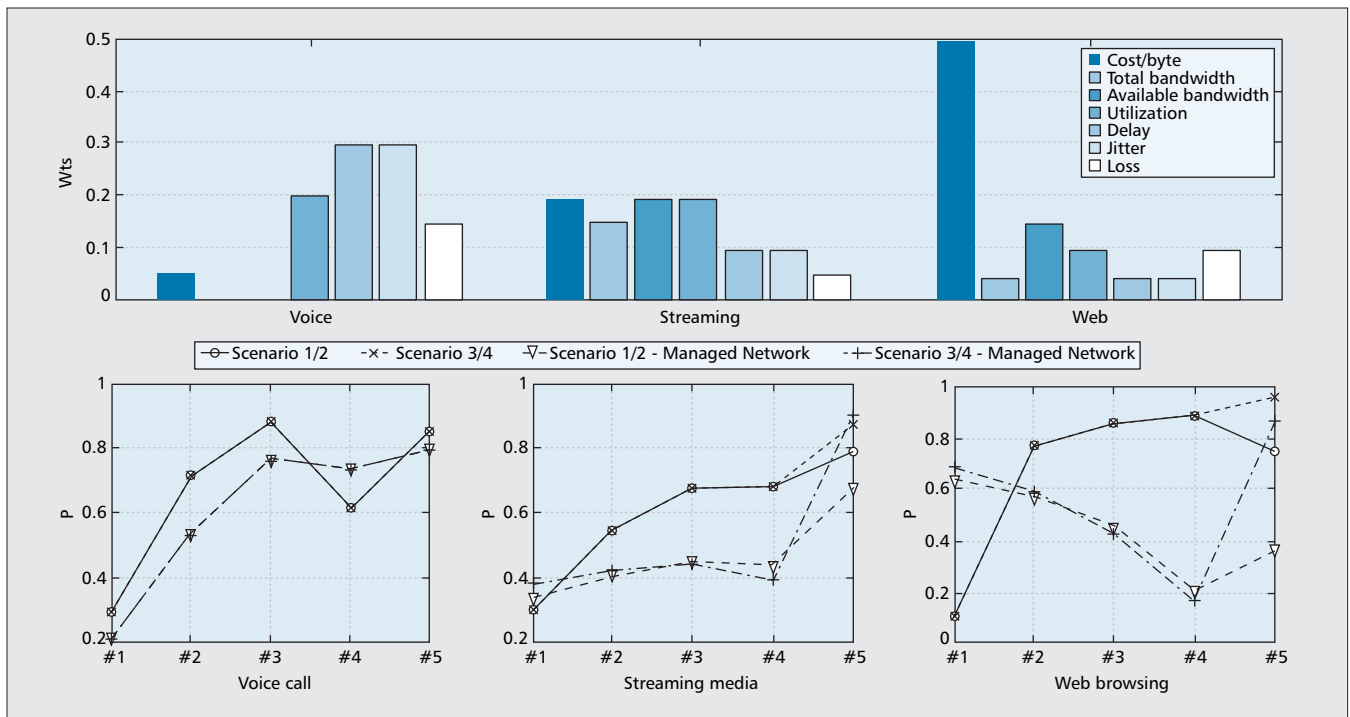 0.5
0.4
0.3
0.2
0.1
0
Wts
Voice
Streaming
Web
Cost/byte
Total bandwidth
Available bandwidth
Utilization
Delay
Jitter
Loss
Scenario 1/2
Scenario 3/4
Scenario 1/2 - Managed Network
Scenario 3/4 - Managed Network
1
0.8
0.6
0.4
0.2
P
#1 #2 #3 #4 #5
Voice call
1
0.8
0.6
0.4
0.2
P
#1 #2 #3 #4 #5
Streaming media
1
0.8
0.6
0.4
0.2
0
P
#1 #2 #3 #4 #5
Web browsing